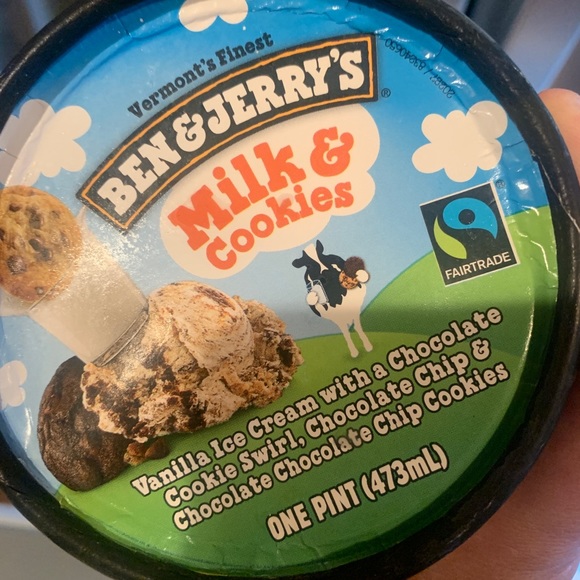 Vermont's Finest
BEN & JERRY'S®
Milk &
Cookies
FAIRTRADE
Vanilla Ice Cream with a Chocolate
Cookie Swirl, Chocolate Chip &
Chocolate Chocolate Chip Cookies
ONE PINT (473mL)